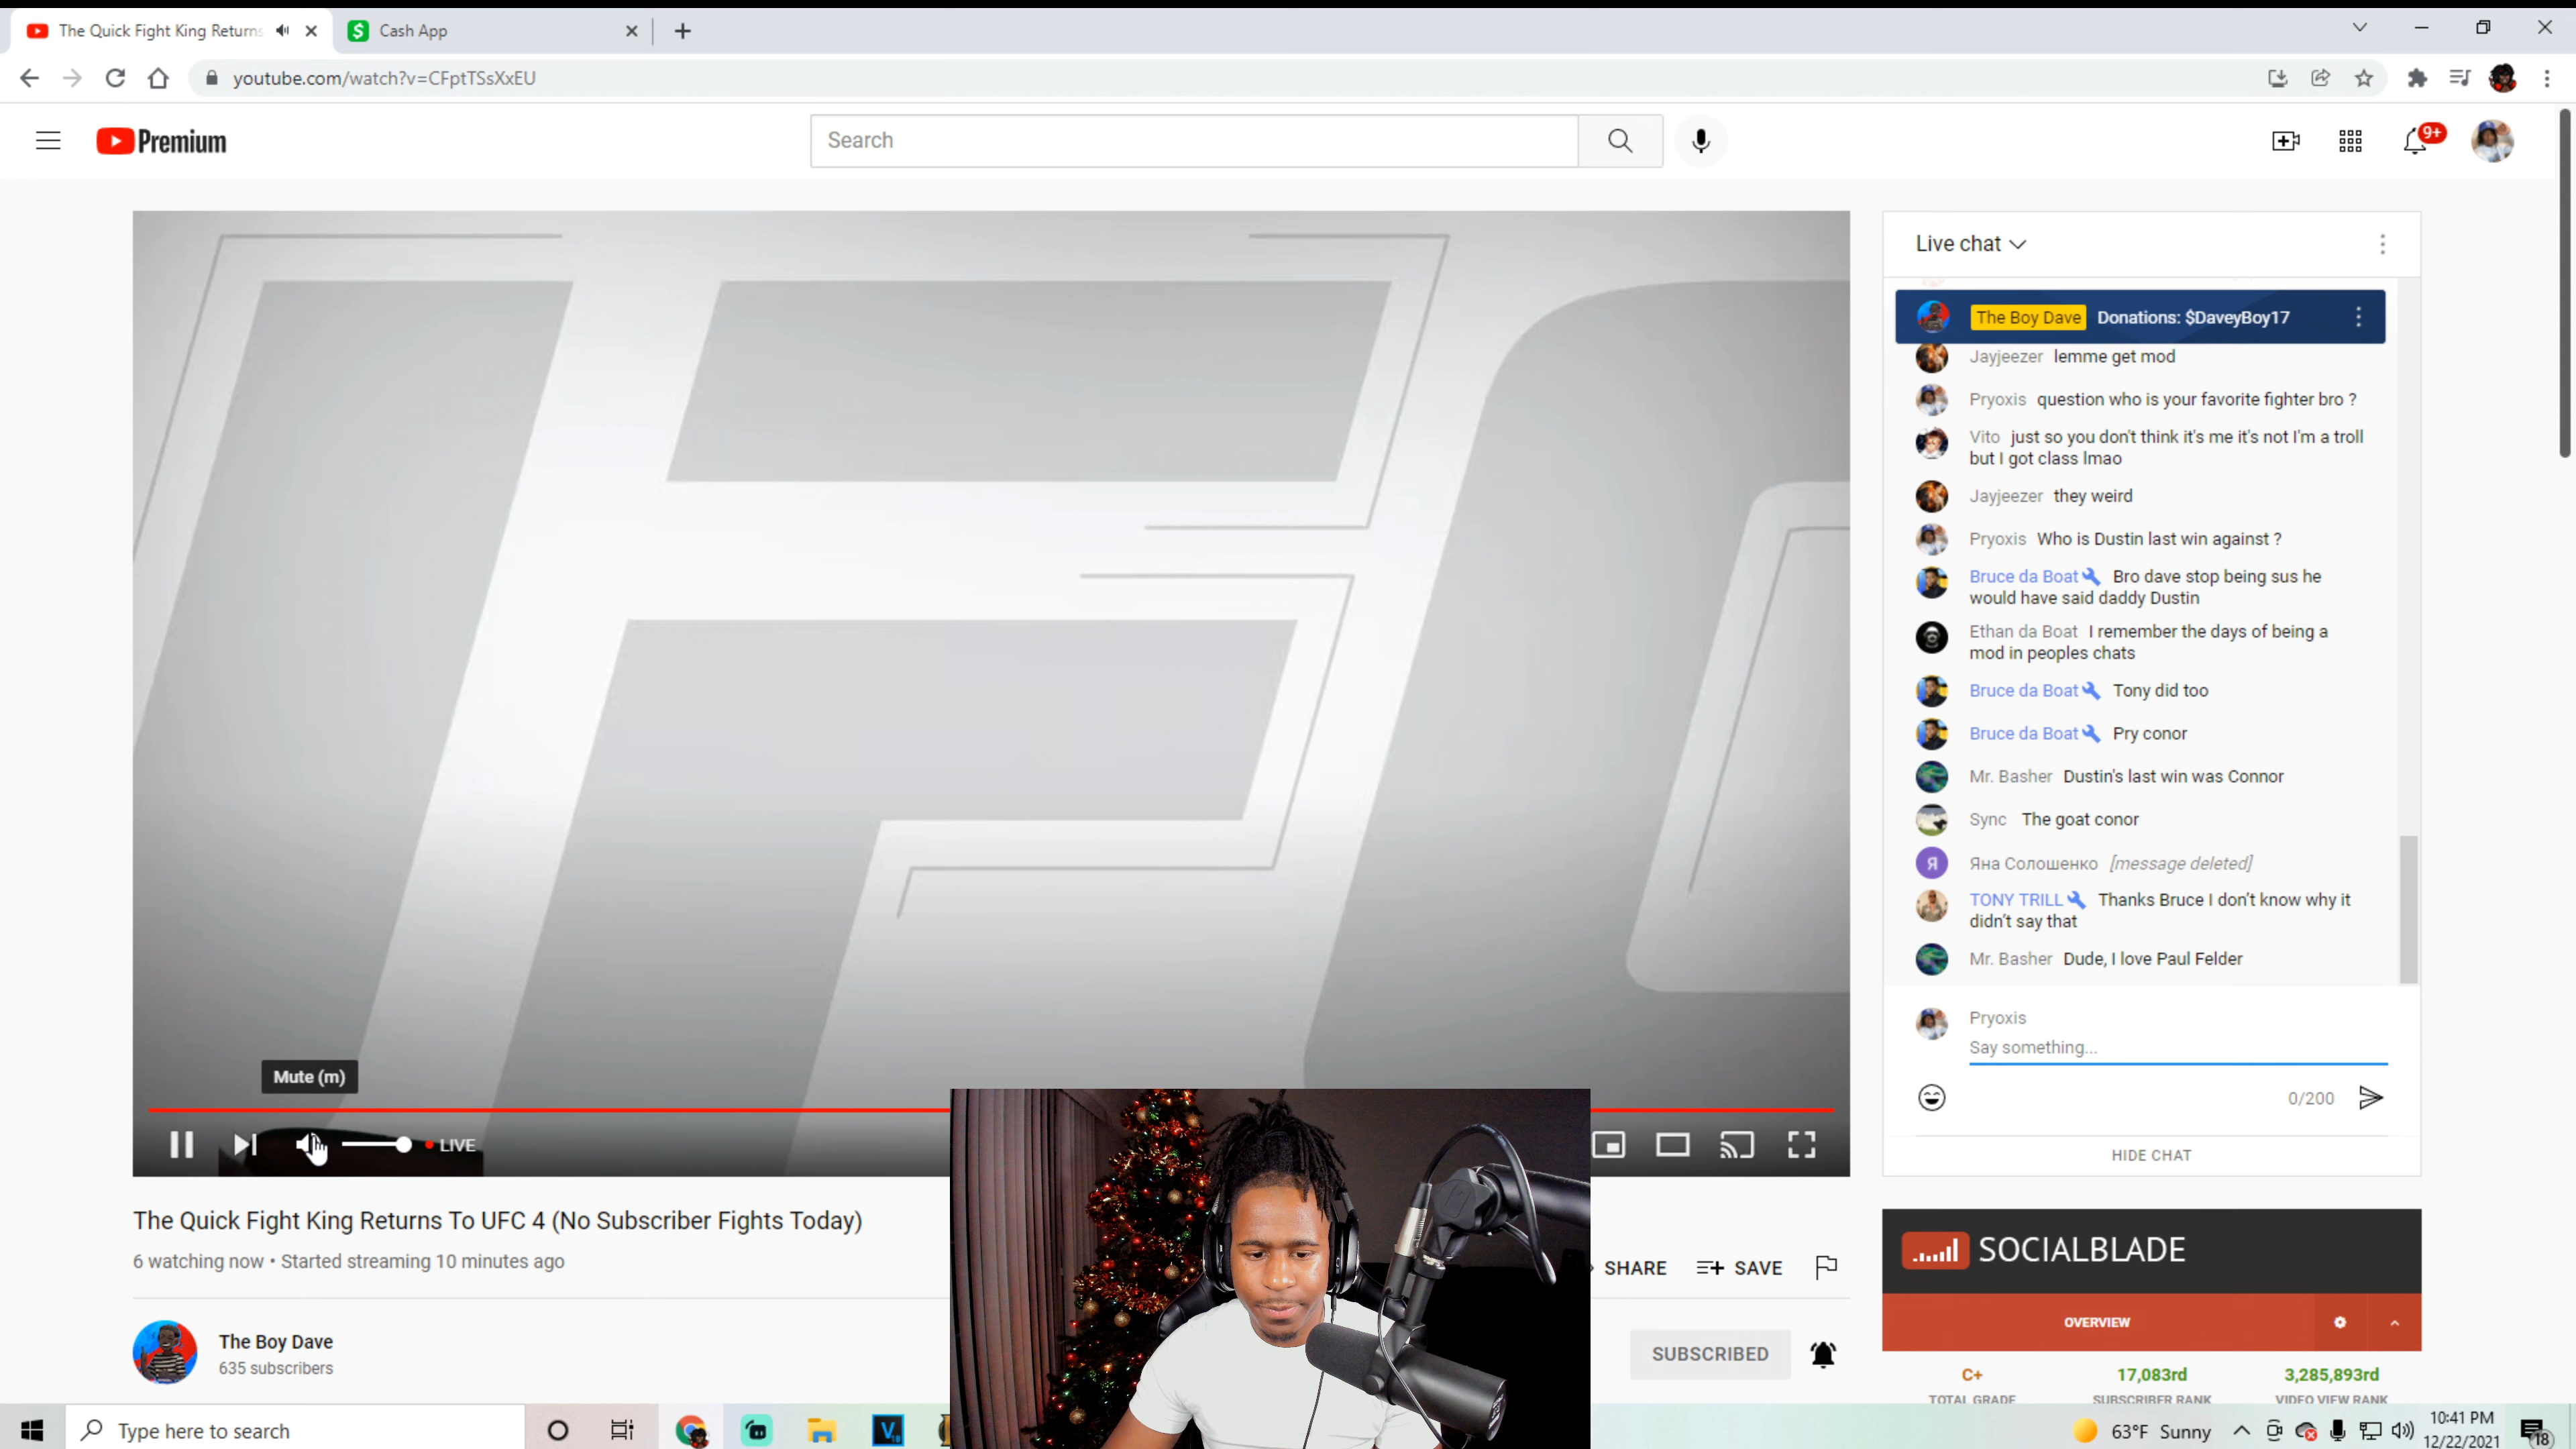 The Quick Fight King Returns
Cash App
youtube.com/watch?v=CFptTSsXxEU
Premium
Search
9+
Live chat
The Boy Dave Donations: $DaveyBoy17
Jayjeezer lemme get mod
Pryoxis question who is your favorite fighter bro ?
Vito just so you don't think it's me it's not I'm a troll
but I got class lmao
Jayjeezer they weird
Pryoxis Who is Dustin last win against ?
Bruce da Boat Bro dave stop being sus he
would have said daddy Dustin
Ethan da Boat I remember the days of being a
mod in peoples chats
Bruce da Boat Tony did too
Bruce da Boat Pry conor
Mr. Basher Dustin's last win was Connor
Sync The goat conor
Я Яна Солошенко [message deleted]
TONY TRILL Thanks Bruce I don't know why it
didn't say that
Mr. Basher Dude, I love Paul Felder
Pryoxis
Say something...
0/200
HIDE CHAT
Mute (m)
LIVE
The Quick Fight King Returns To UFC 4 (No Subscriber Fights Today)
6 watching now • Started streaming 10 minutes ago
SHARE
SAVE
The Boy Dave
635 subscribers
SUBSCRIBED
SOCIALBLADE
OVERVIEW
C+ 17,083rd 3,285,893rd
TOTAL GRADE SUBSCRIBER RANK VIDEO VIEW RANK
Type here to search
63°F Sunny
10:41 PM
12/22/2021
18